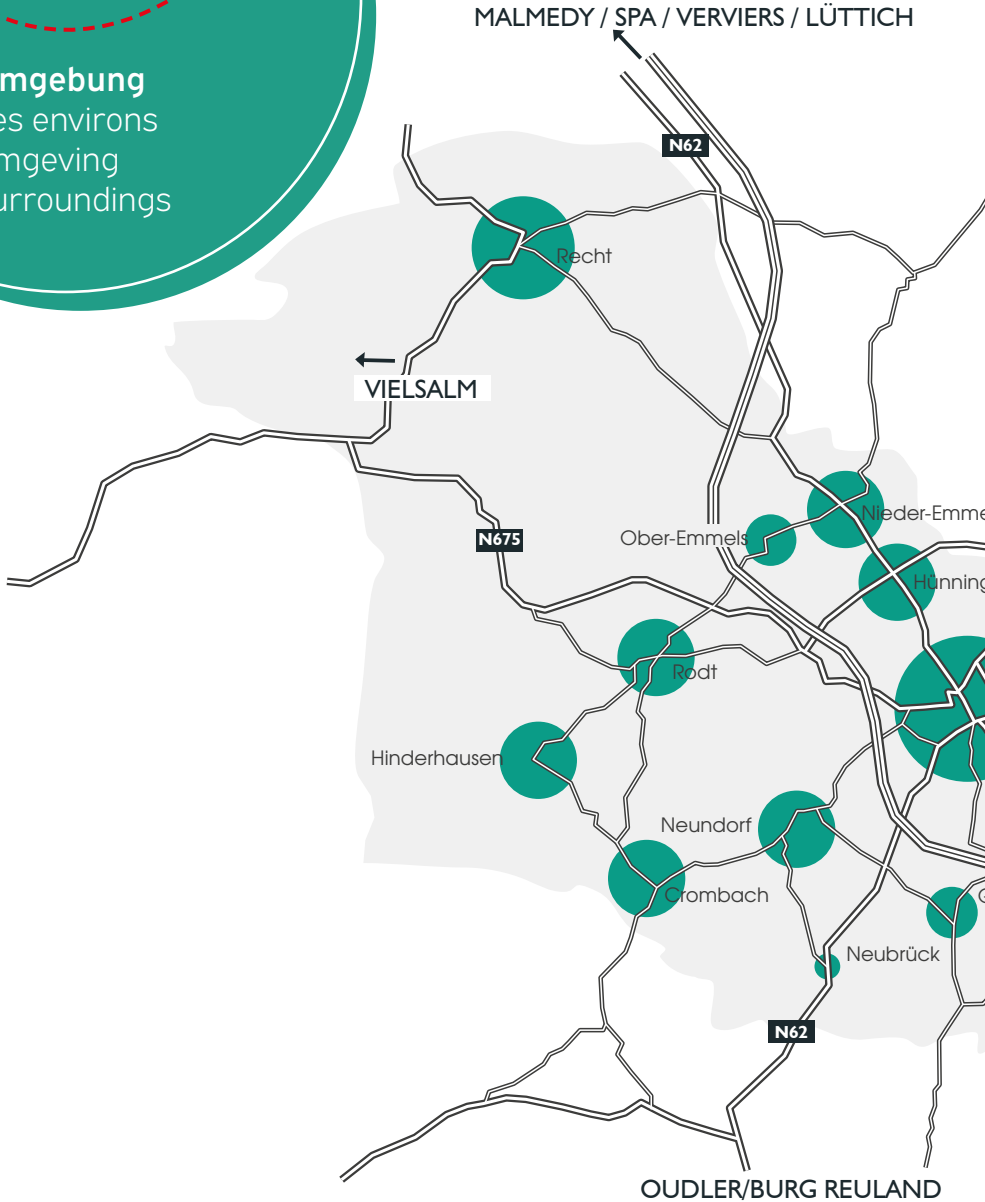 MALMEDY / SPA / VERVIERS / LÜTTICH
mgebung
es environs
mgeving
urroundings
N62
Recht
VIELSALM
Nieder-Emme
Ober-Emmels
N675
Hünning
Rodt
Hinderhausen
Neundorf
Crombach
Neubrück
N62
OUDLER/BURG REULAND